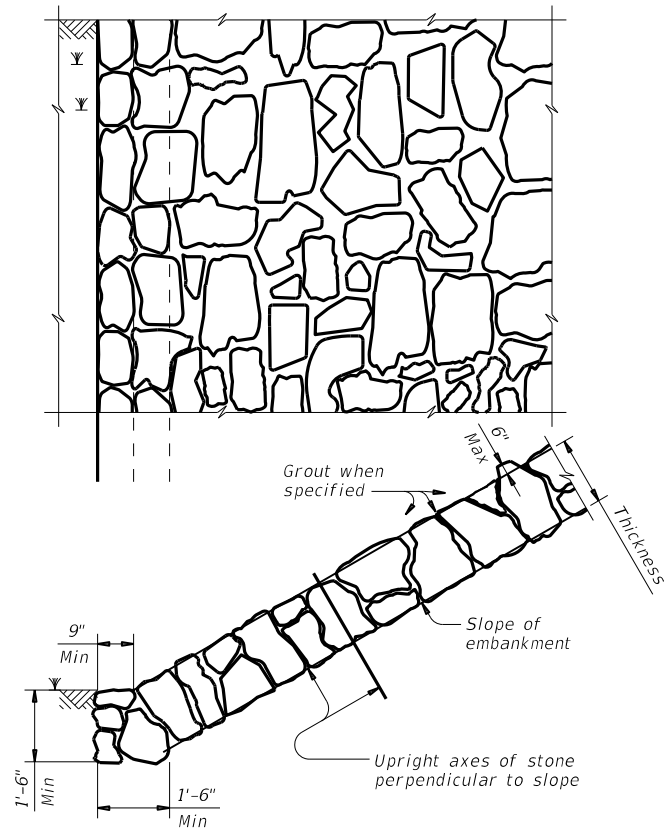 6"
Max
Grout when
specified
Thickness
Slope of
embankment
9"
Min
1'-6"
Min
1'-6"
Min
Upright axes of stone
perpendicular to slope